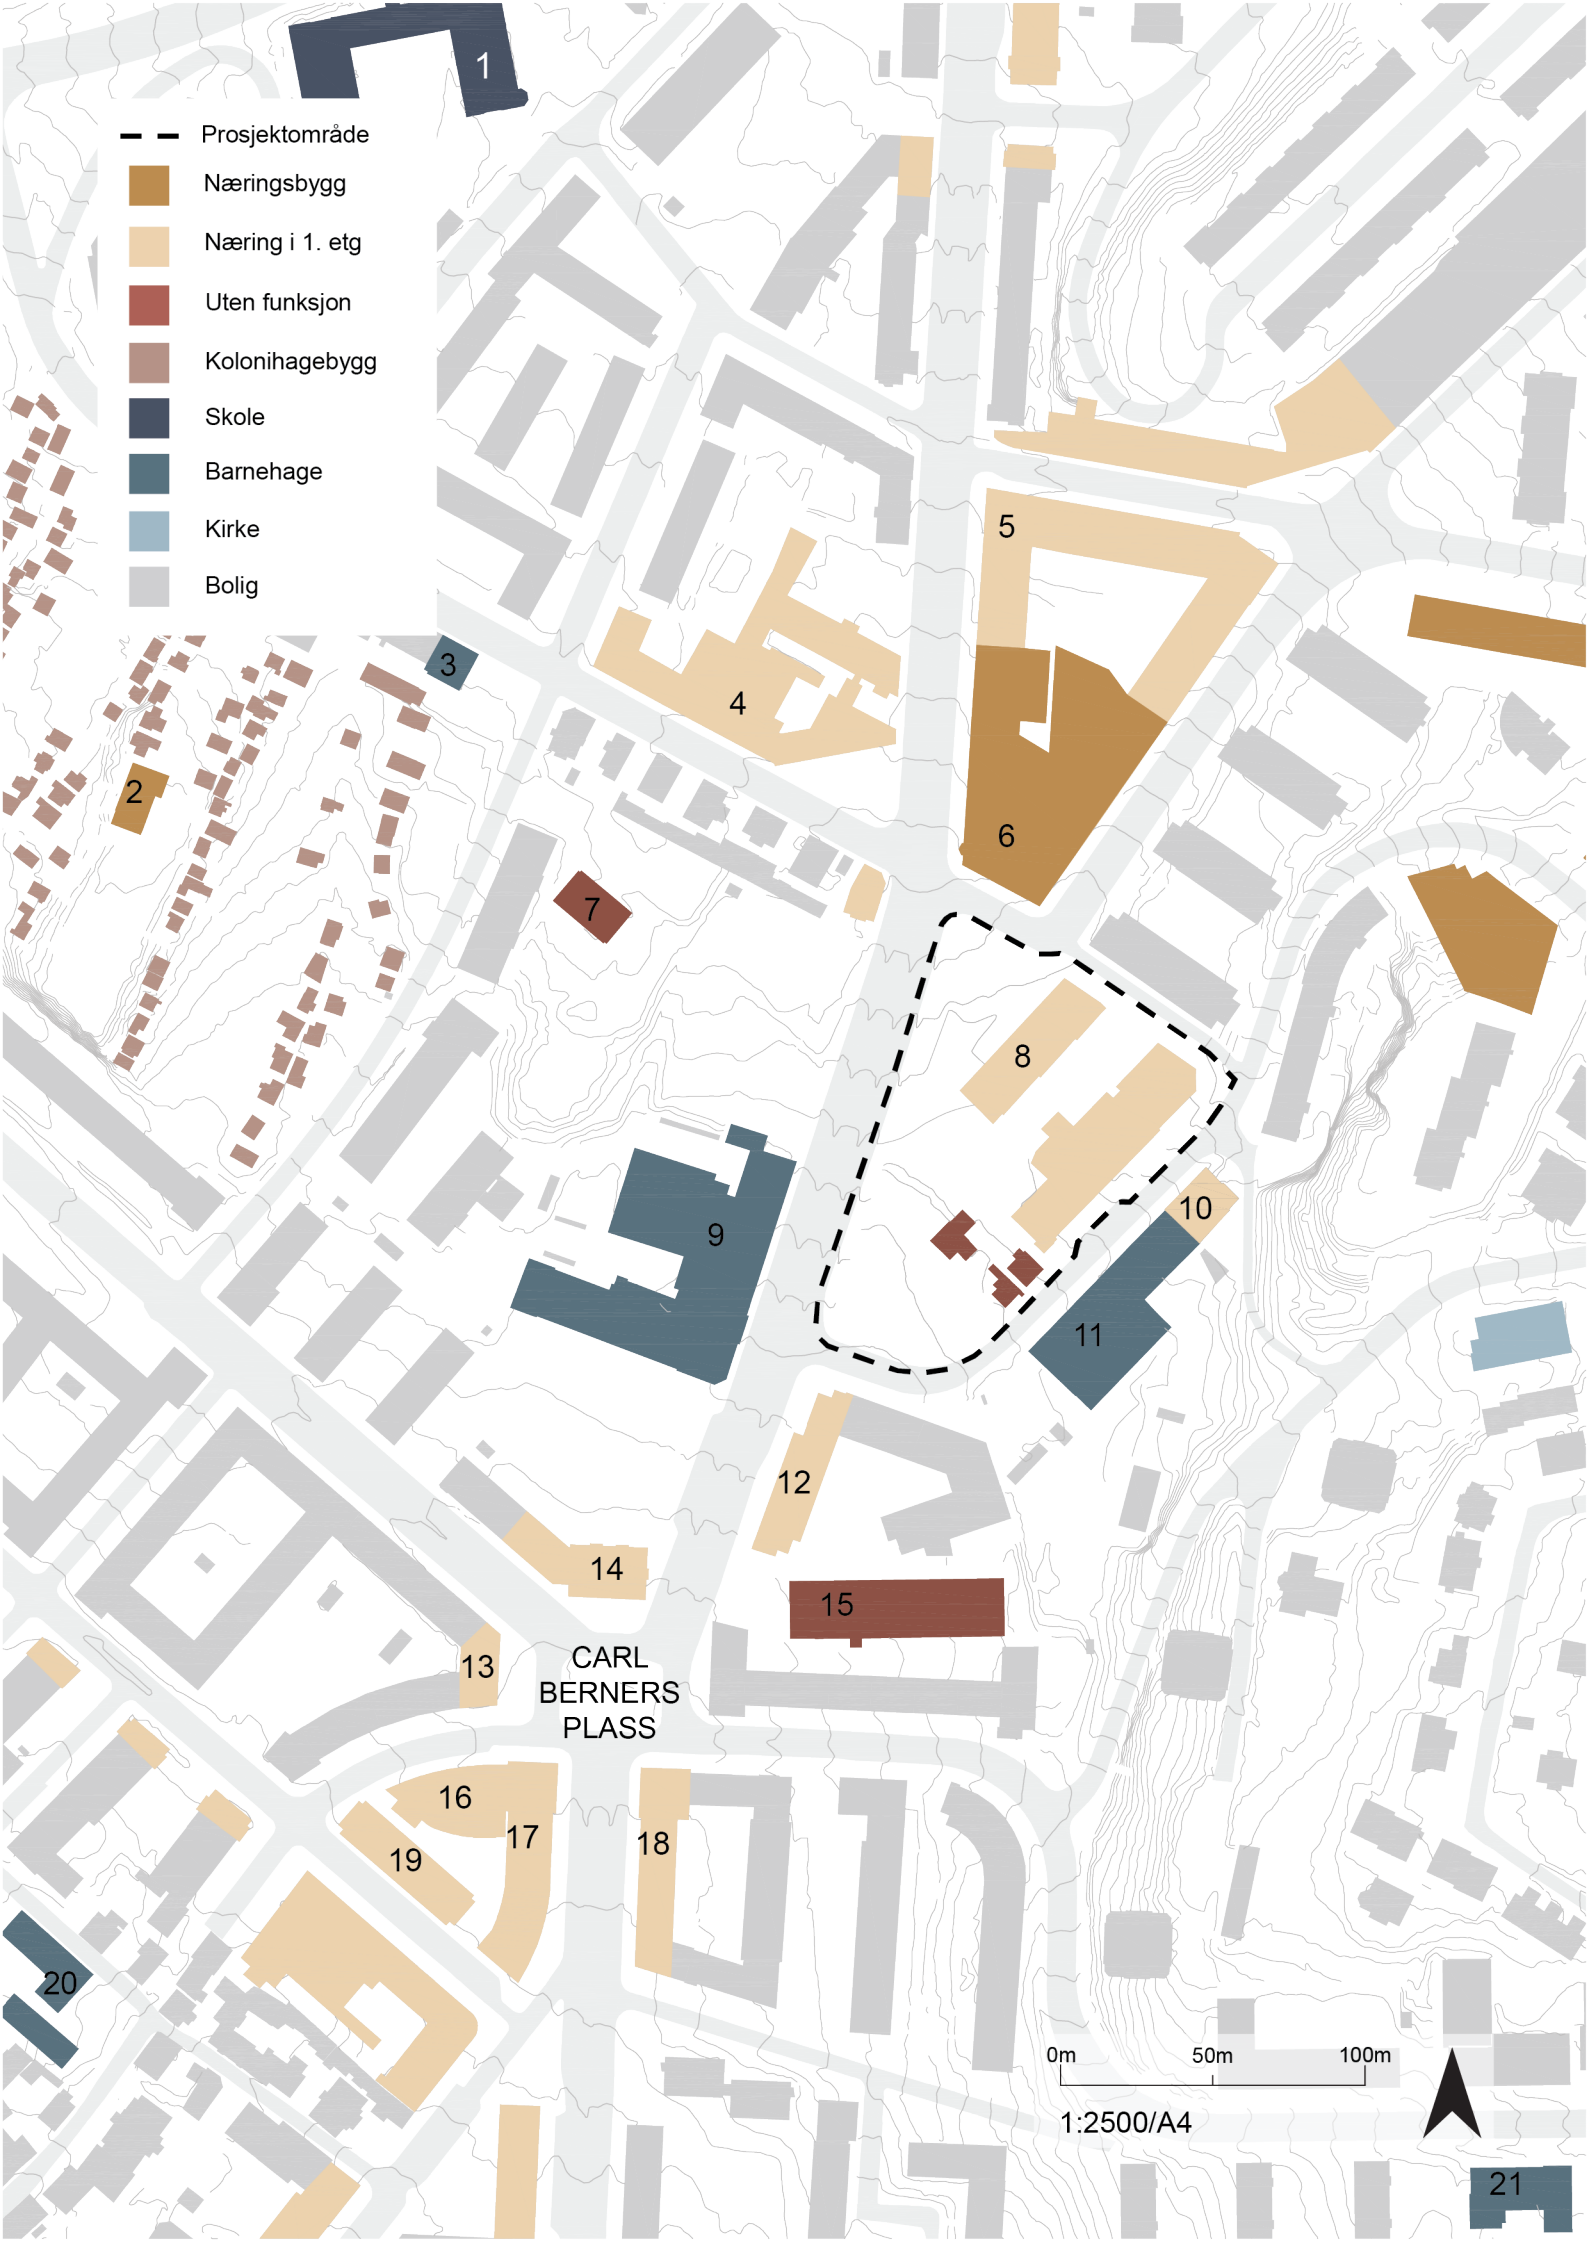 1
Prosjektområde
Næringsbygg
Næring i 1. etg
Uten funksjon
Kolonihagebygg
Skole
Barnehage
Kirke
Bolig
5
3
4
2
6
7
8
10
9
11
12
14
15
13
CARL
BERNERS
PLASS
16
17
18
19
20
0m 50m 100m
1:2500/A4
21